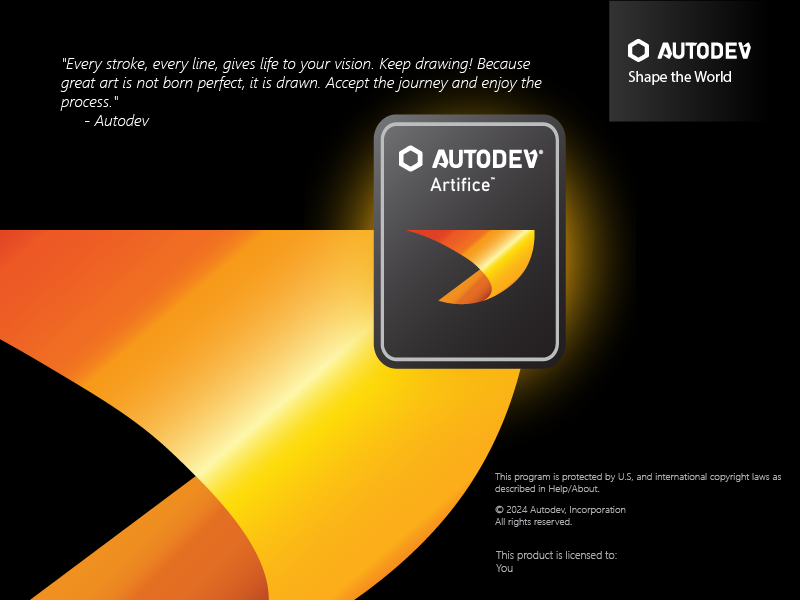 "Every stroke, every line, gives life to your vision. Keep drawing! Because
great art is not born perfect, it is drawn. Accept the journey and enjoy the
process."
- Autodev
AUTODEV
Shape the World
AUTODEV®
Artifice™
This program is protected by U.S, and international copyright laws as
described in Help/About.
© 2024 Autodev, Incorporation
All rights reserved.
This product is licensed to:
You